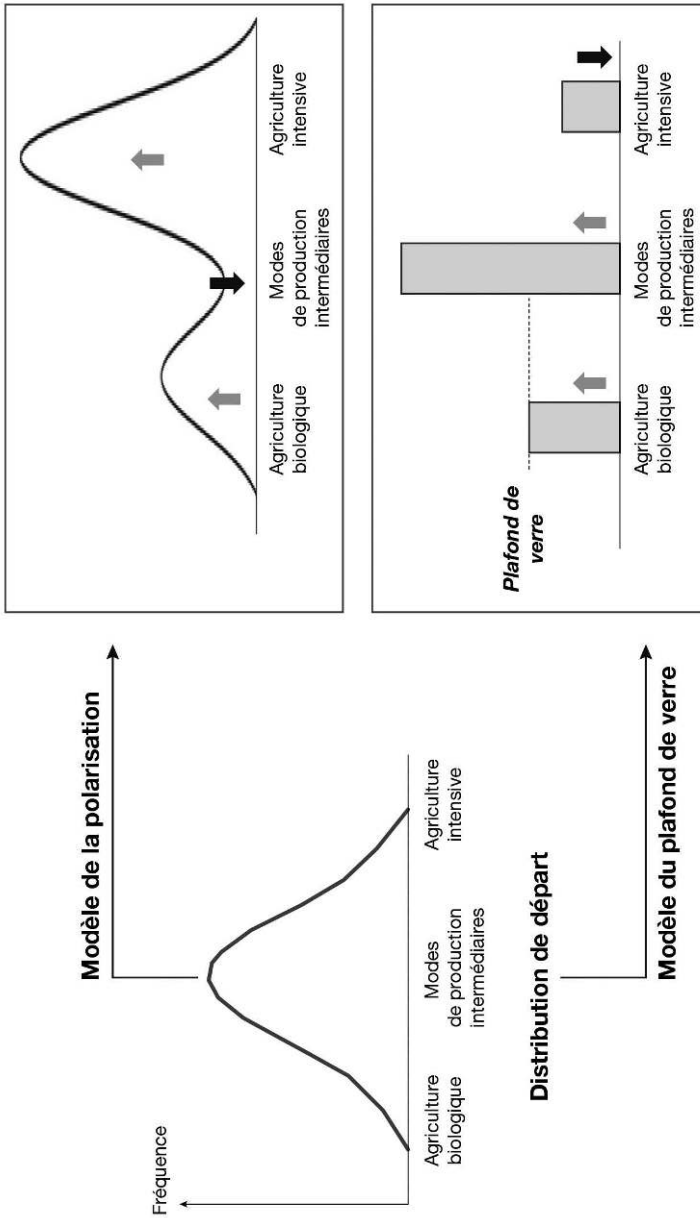 Fréquence
Agriculture
biologique
Modes
de production
intermédiaires
Agriculture
intensive
Distribution de départ
Modèle de la polarisation
Agriculture
biologique
Modes
de production
intermédiaires
Agriculture
intensive
Modèle du plafond de verre
Plafond de
verre
Agriculture
biologique
Modes
de production
intermédiaires
Agriculture
intensive